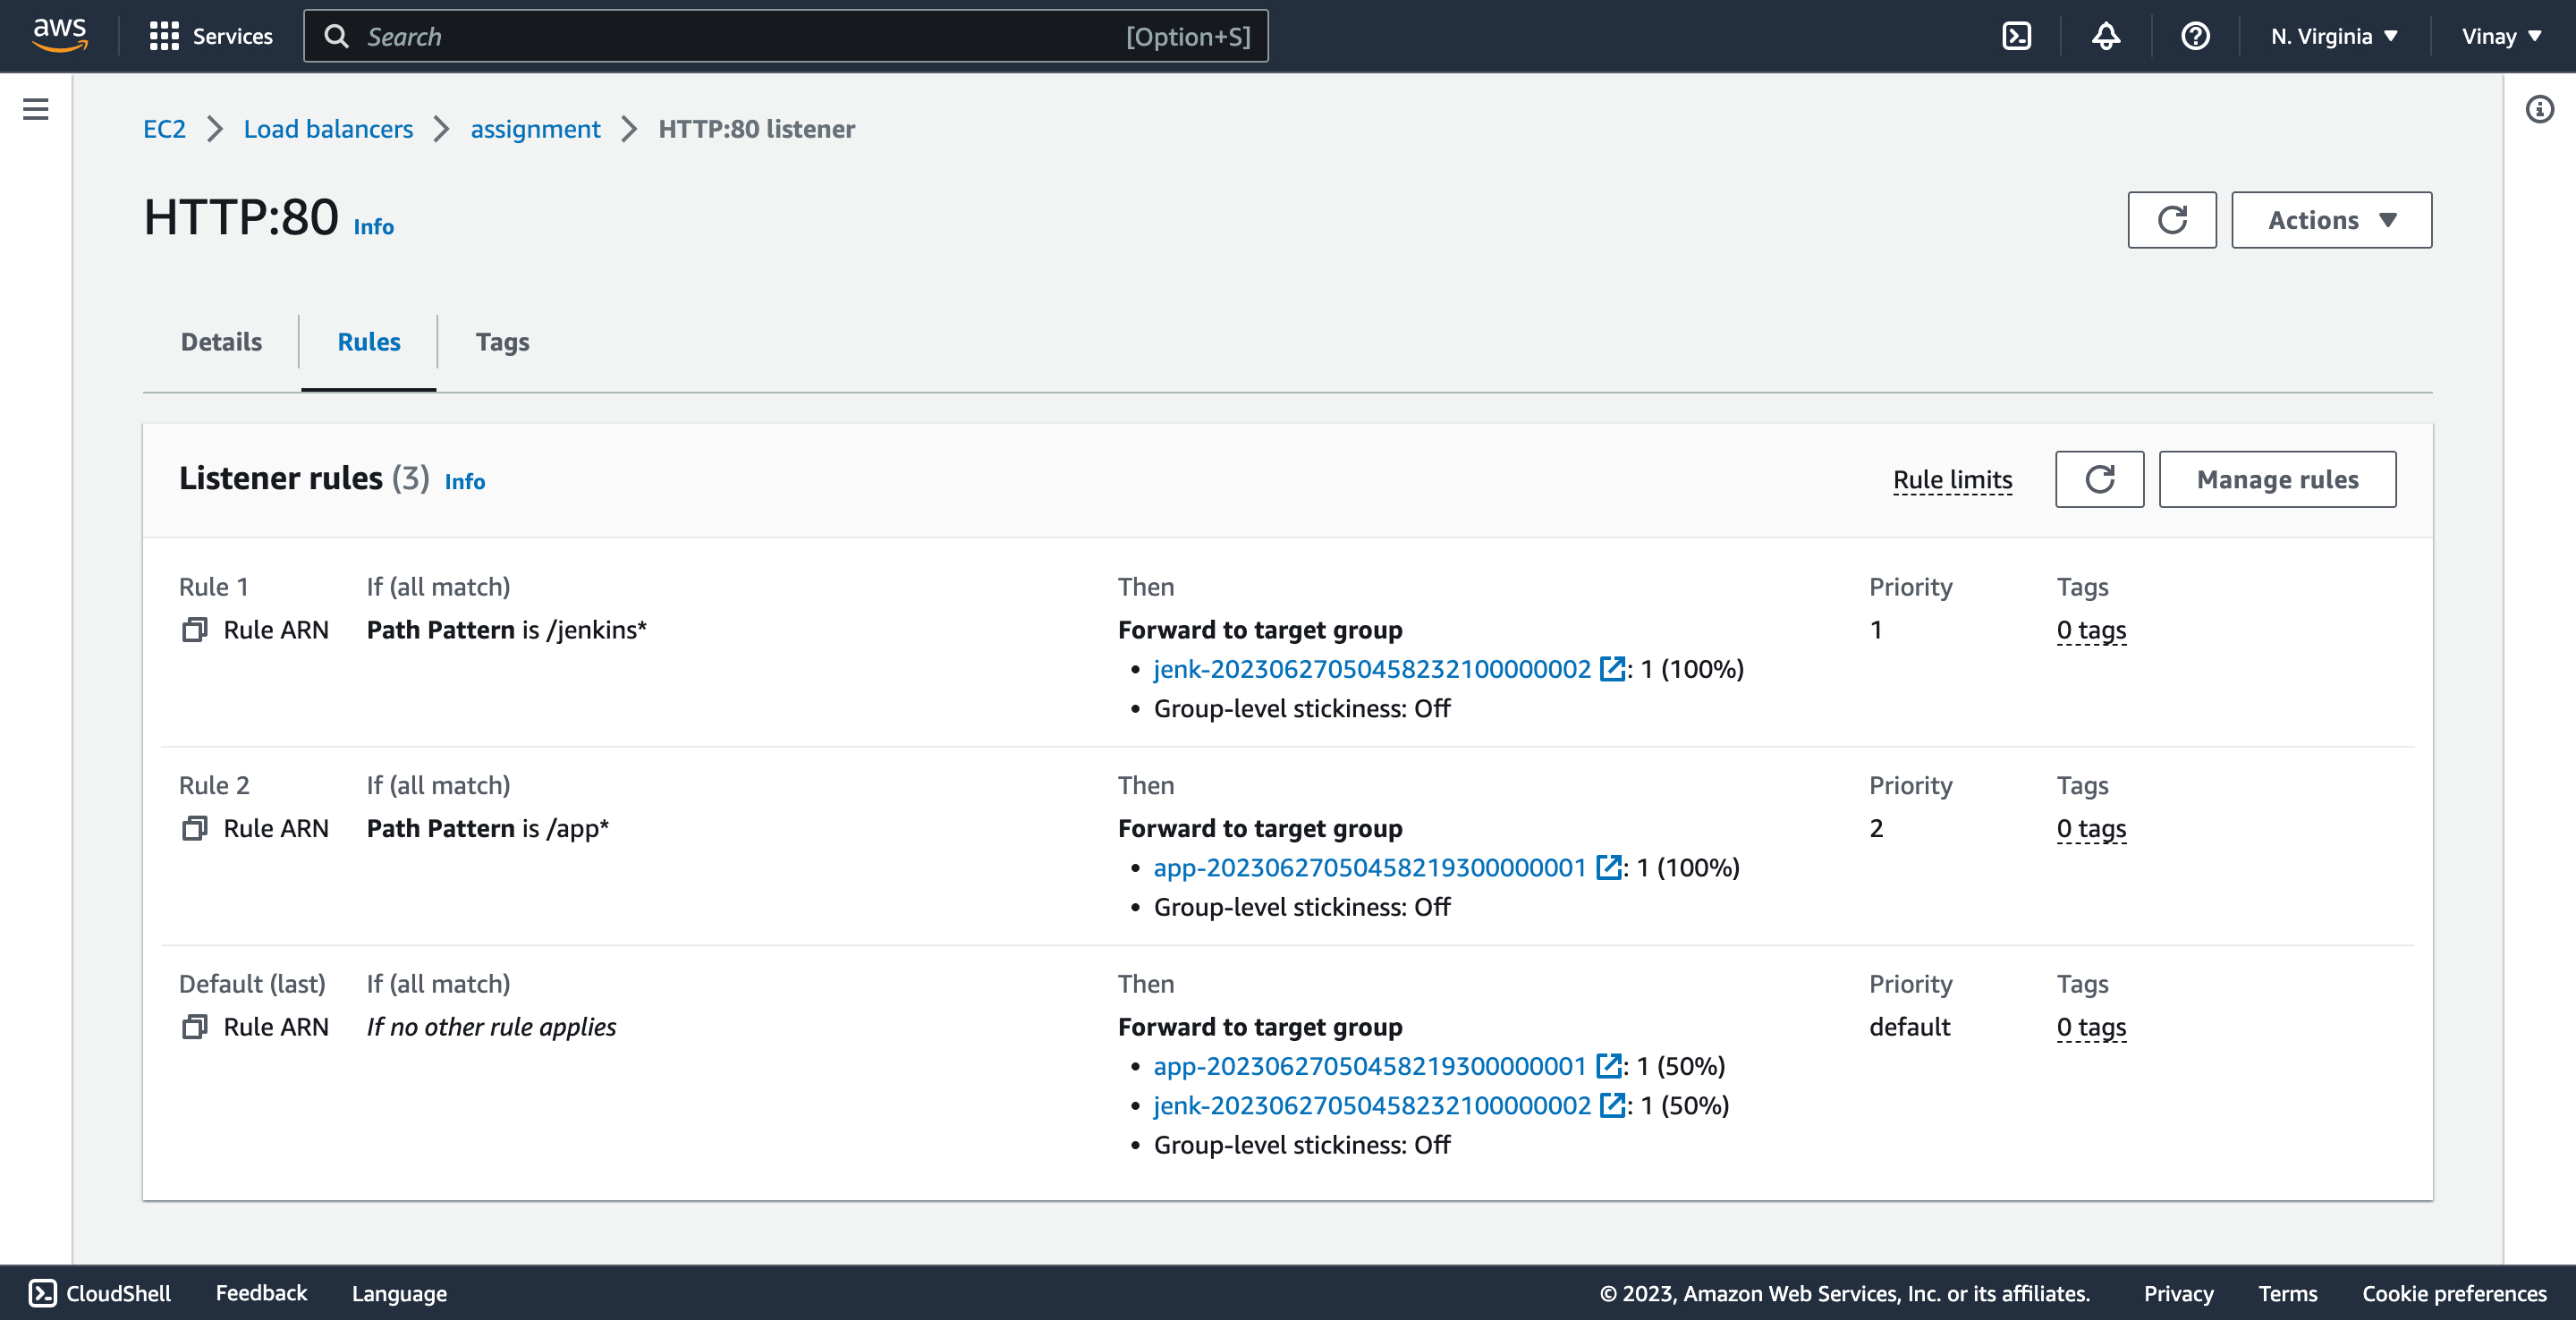 aws Services Search [Option+S] N. Virginia Vinay
EC2 Load balancers assignment HTTP:80 listener
HTTP:80 Info Actions
Details Rules Tags
Listener rules (3) Info Rule limits Manage rules
Rule 1 If (all match) Then Priority Tags
Rule ARN Path Pattern is /jenkins* Forward to target group 1 0 tags
• jenk-20230627050458232100000002 : 1 (100%)
• Group-level stickiness: Off
Rule 2 If (all match) Then Priority Tags
Rule ARN Path Pattern is /app* Forward to target group 2 0 tags
• app-20230627050458219300000001 : 1 (100%)
• Group-level stickiness: Off
Default (last) If (all match) Then Priority Tags
Rule ARN If no other rule applies Forward to target group default 0 tags
• app-20230627050458219300000001 : 1 (50%)
• jenk-20230627050458232100000002 : 1 (50%)
• Group-level stickiness: Off
CloudShell Feedback Language © 2023, Amazon Web Services, Inc. or its affiliates. Privacy Terms Cookie preferences